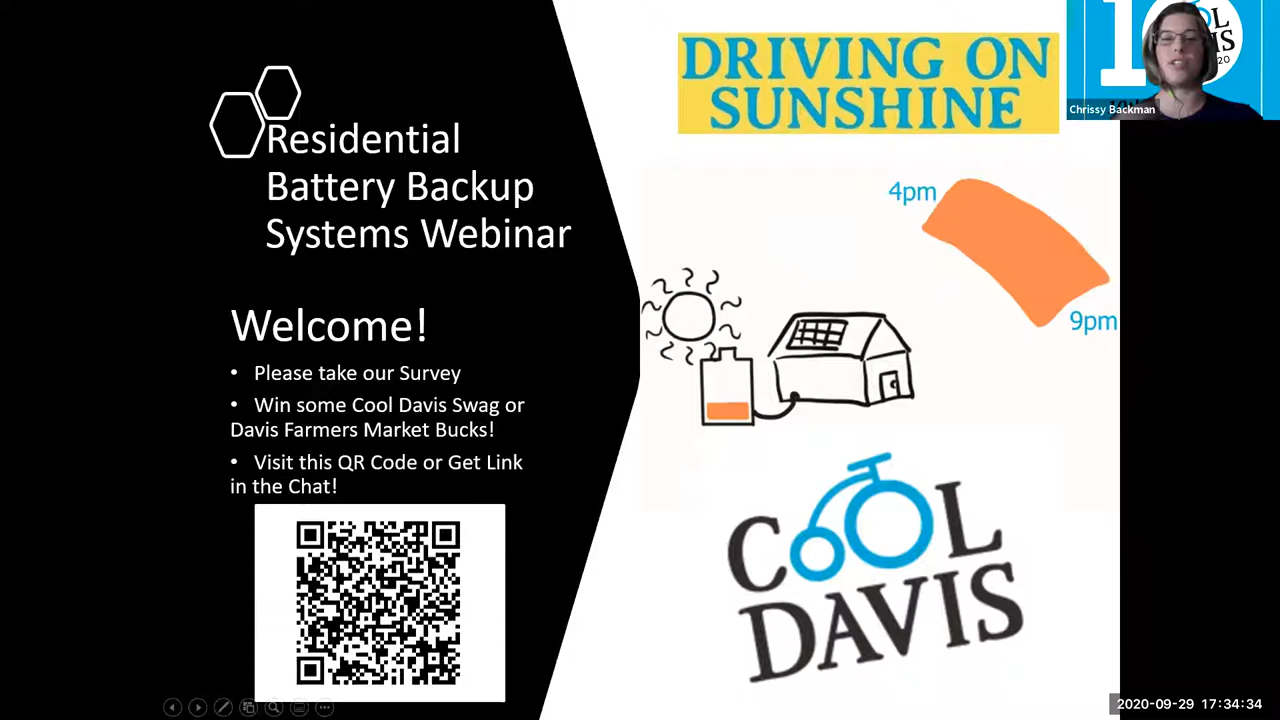 Residential
Battery Backup
Systems Webinar
Welcome!
• Please take our Survey
• Win some Cool Davis Swag or
Davis Farmers Market Bucks!
• Visit this QR Code or Get Link
in the Chat!
DRIVING ON
SUNSHINE
4pm
9pm
COOL
DAVIS
Chrissy Backman
2020-09-29 17:34:34